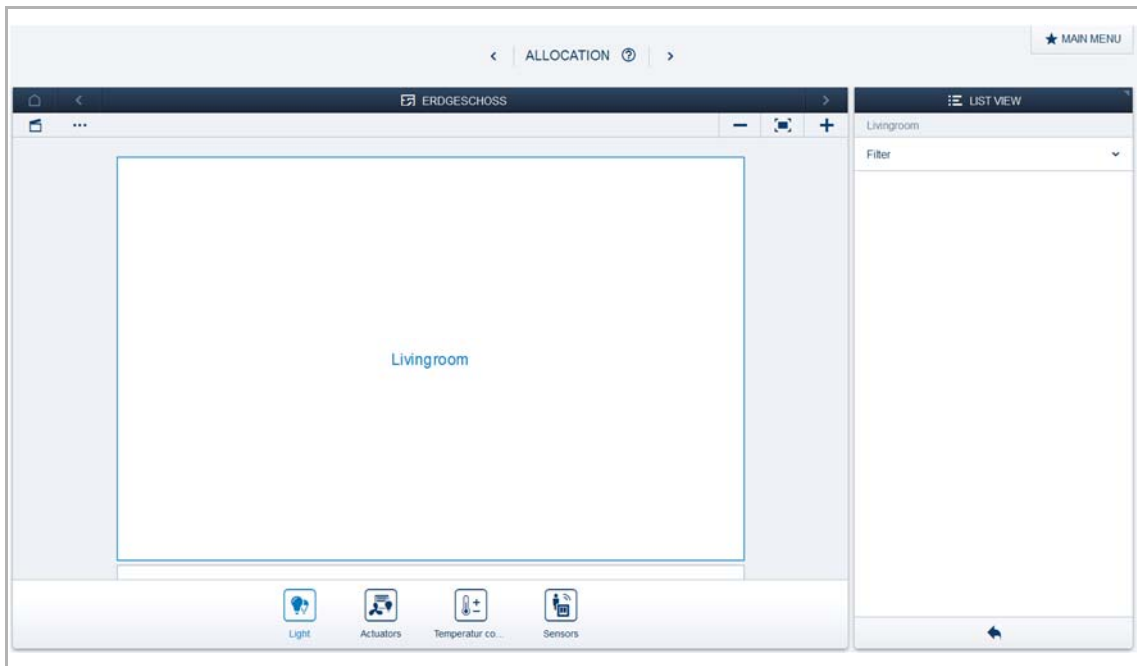 MAIN MENU
ALLOCATION
ERDGESCHOSS
LIST VIEW
Livingroom
Filter
Livingroom
Light
Actuators
Temperatur co...
Sensors